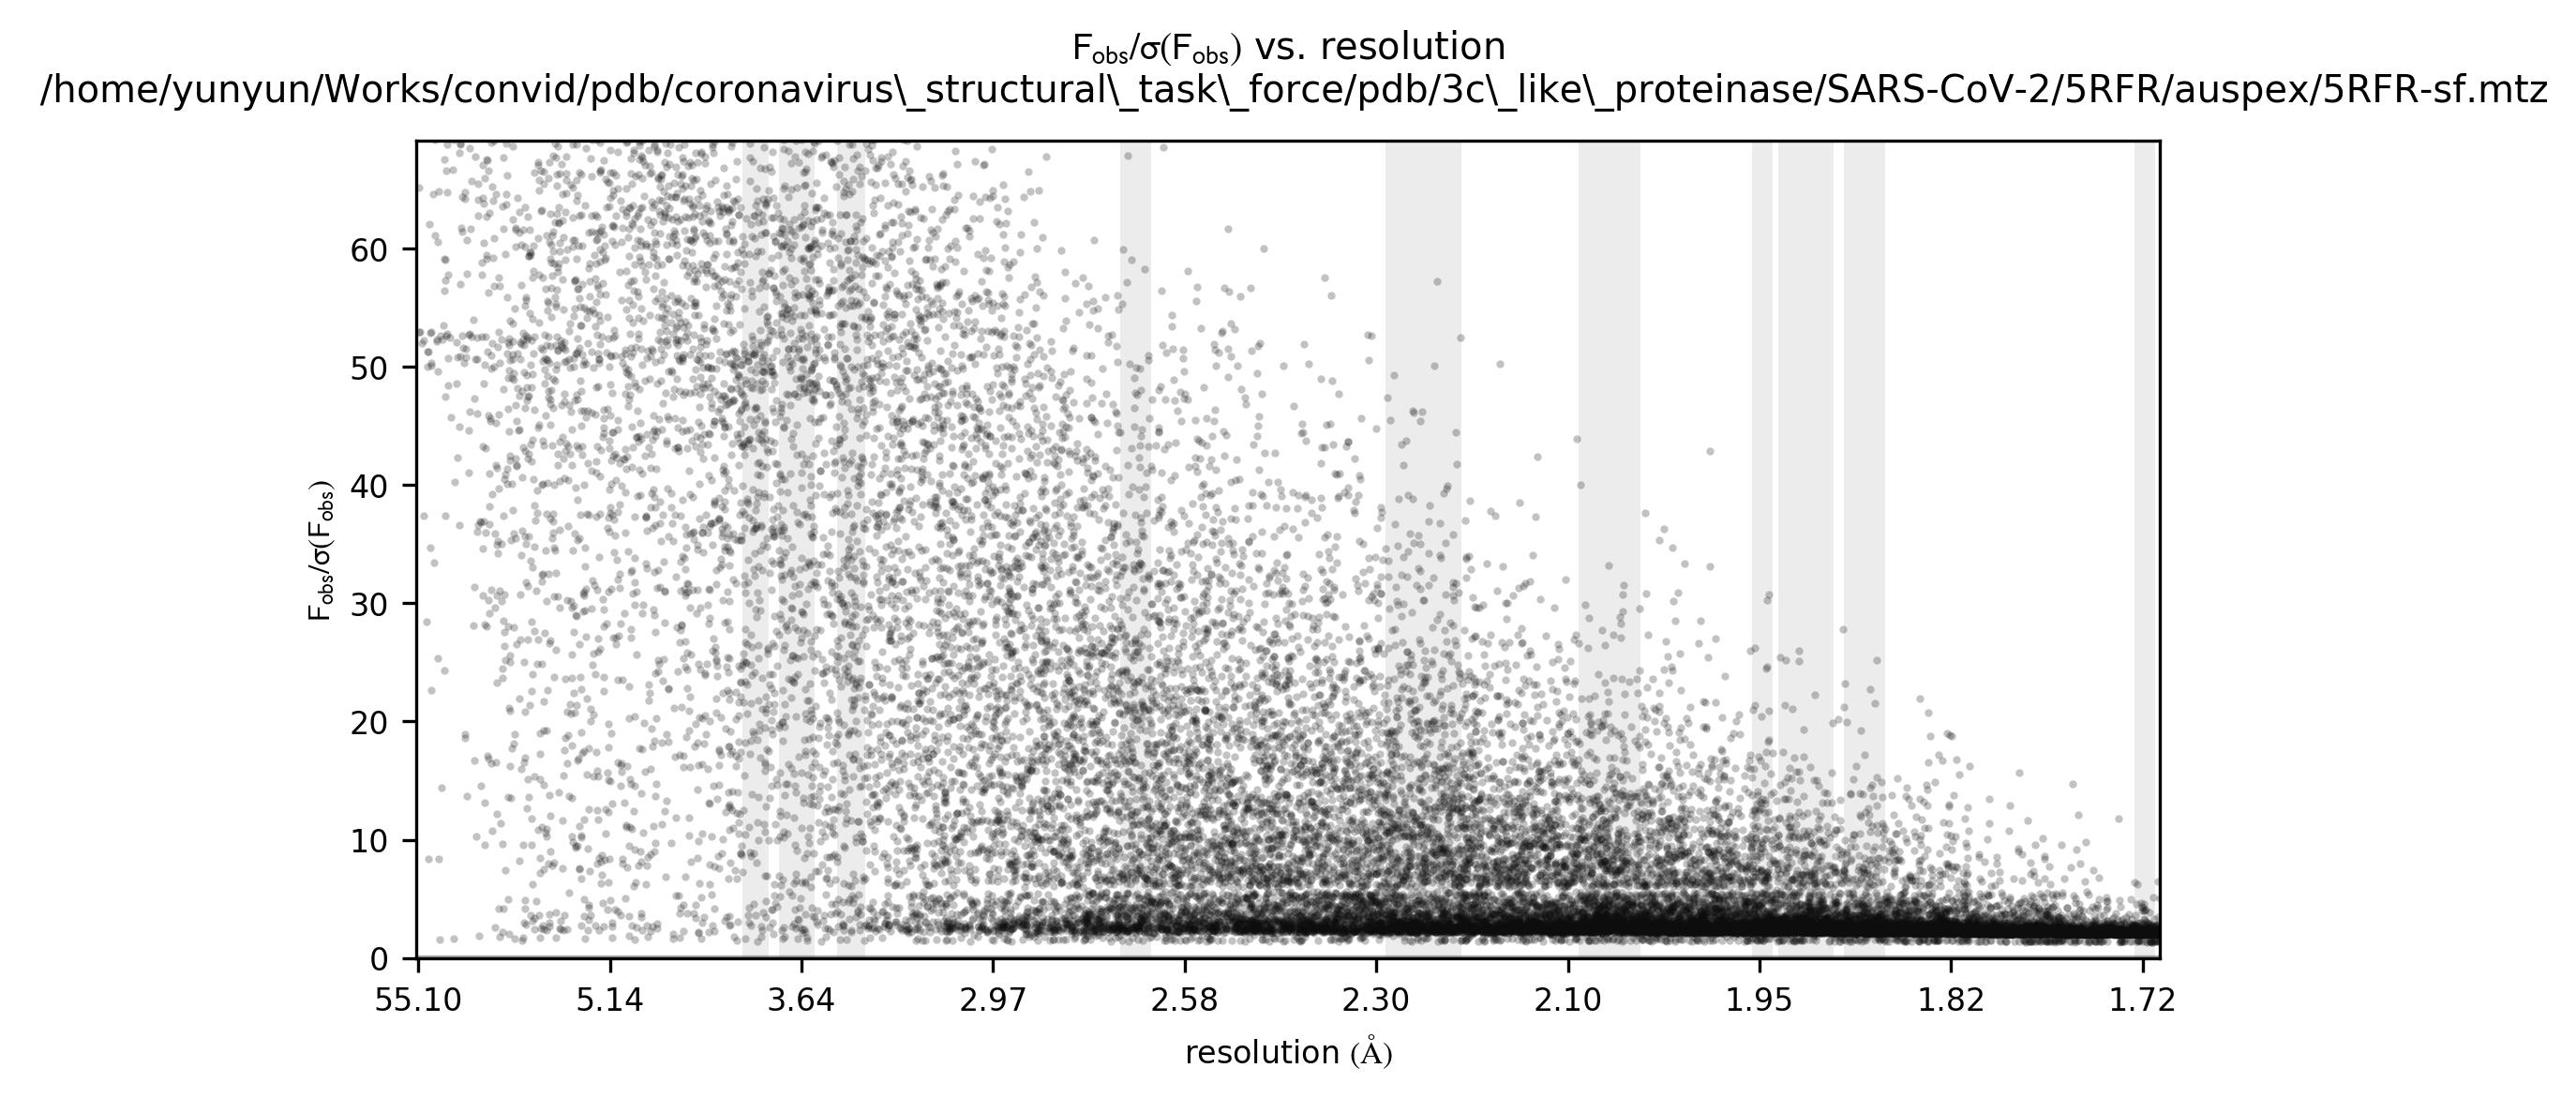 Fobs/σ(Fobs) vs. resolution
/home/yunyun/Works/convid/pdb/coronavirus\_structural\_task\_force/pdb/3c\_like\_proteinase/SARS-CoV-2/5RFR/auspex/5RFR-sf.mtz
Fobs/σ(Fobs)
60
50
40
30
20
10
0
55.10 5.14 3.64 2.97 2.58 2.30 2.10 1.95 1.82 1.72
resolution (Å)